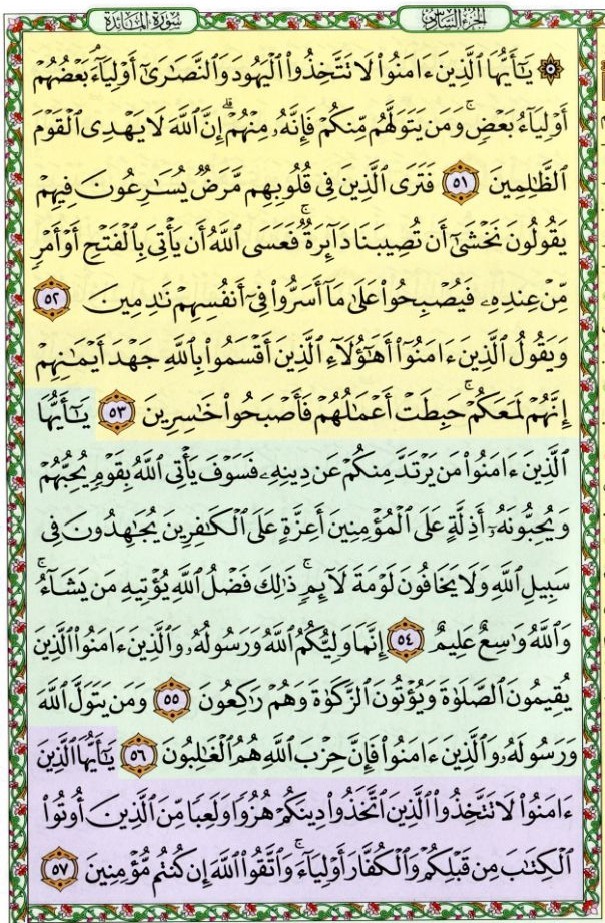 سورة المائدة
الجزء السادس
يَٰٓأَيُّهَا ٱلَّذِينَ ءَامَنُوا۟ لَا تَتَّخِذُوا۟ ٱلْيَهُودَ وَٱلنَّصَٰرَىٰٓ أَوْلِيَآءَۘ بَعْضُهُمْ
أَوْلِيَآءُ بَعْضٍۚ وَمَن يَتَوَلَّهُم مِّنكُمْ فَإِنَّهُۥ مِنْهُمْۗ إِنَّ ٱللَّهَ لَا يَهْدِى ٱلْقَوْمَ
ٱلظَّٰلِمِينَ ٥١ فَتَرَى ٱلَّذِينَ فِى قُلُوبِهِم مَّرَضٌ يُسَٰرِعُونَ فِيهِمْ
يَقُولُونَ نَخْشَىٰٓ أَن تُصِيبَنَا دَآئِرَةٌۚ فَعَسَى ٱللَّهُ أَن يَأْتِىَ بِٱلْفَتْحِ أَوْ أَمْرٍ
مِّنْ عِندِهِۦ فَيُصْبِحُوا۟ عَلَىٰ مَآ أَسَرُّوا۟ فِىٓ أَنفُسِهِمْ نَٰدِمِينَ ٥٢
وَيَقُولُ ٱلَّذِينَ ءَامَنُوٓا۟ أَهَٰٓؤُلَآءِ ٱلَّذِينَ أَقْسَمُوا۟ بِٱللَّهِ جَهْدَ أَيْمَٰنِهِمْ
إِنَّهُمْ لَمَعَكُمْۚ حَبِطَتْ أَعْمَٰلُهُمْ فَأَصْبَحُوا۟ خَٰسِرِينَ ٥٣ يَٰٓأَيُّهَا
ٱلَّذِينَ ءَامَنُوا۟ مَن يَرْتَدَّ مِنكُمْ عَن دِينِهِۦ فَسَوْفَ يَأْتِى ٱللَّهُ بِقَوْمٍ يُحِبُّهُمْ
وَيُحِبُّونَهُۥٓ أَذِلَّةٍ عَلَى ٱلْمُؤْمِنِينَ أَعِزَّةٍ عَلَى ٱلْكَٰفِرِينَ يُجَٰهِدُونَ فِى
سَبِيلِ ٱللَّهِ وَلَا يَخَافُونَ لَوْمَةَ لَآئِمٍۚ ذَٰلِكَ فَضْلُ ٱللَّهِ يُؤْتِيهِ مَن يَشَآءُۚ
وَٱللَّهُ وَٰسِعٌ عَلِيمٌ ٥٤ إِنَّمَا وَلِيُّكُمُ ٱللَّهُ وَرَسُولُهُۥ وَٱلَّذِينَ ءَامَنُوا۟ ٱلَّذِينَ
يُقِيمُونَ ٱلصَّلَوٰةَ وَيُؤْتُونَ ٱلزَّكَوٰةَ وَهُمْ رَٰكِعُونَ ٥٥ وَمَن يَتَوَلَّ ٱللَّهَ
وَرَسُولَهُۥ وَٱلَّذِينَ ءَامَنُوا۟ فَإِنَّ حِزْبَ ٱللَّهِ هُمُ ٱلْغَٰلِبُونَ ٥٦ يَٰٓأَيُّهَا ٱلَّذِينَ
ءَامَنُوا۟ لَا تَتَّخِذُوا۟ ٱلَّذِينَ ٱتَّخَذُوا۟ دِينَكُمْ هُزُوًا وَلَعِبًا مِّنَ ٱلَّذِينَ أُوتُوا۟
ٱلْكِتَٰبَ مِن قَبْلِكُمْ وَٱلْكُفَّارَ أَوْلِيَآءَۚ وَٱتَّقُوا۟ ٱللَّهَ إِن كُنتُم مُّؤْمِنِينَ ٥٧